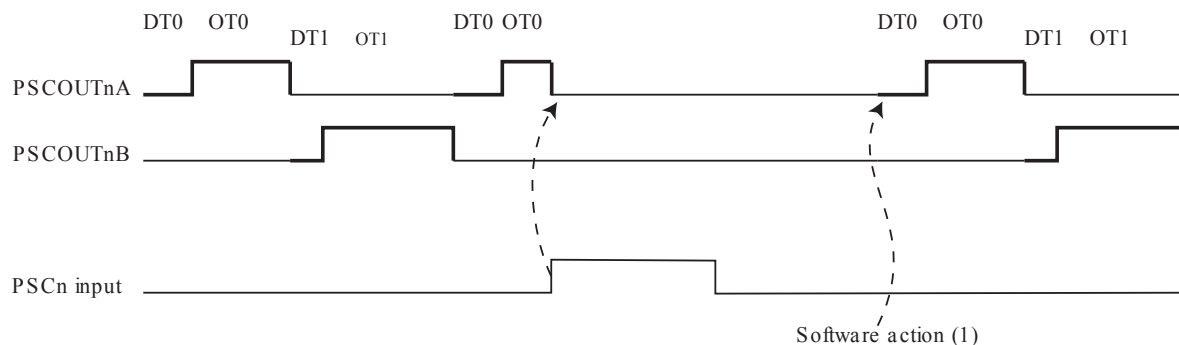 DT0 OT0 DT0 OT0 DT0 OT0
DT1 OT1 DT1 OT1
PSCOUTnA
PSCOUTnB
PSCn input
Software action (1)